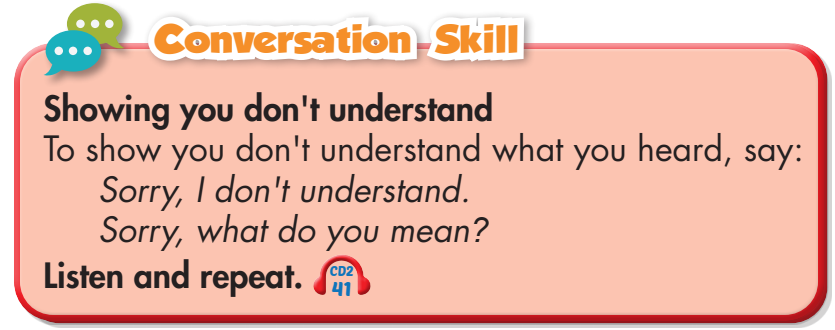 Conversation Skill
Showing you don't understand
To show you don't understand what you heard, say:
Sorry, I don't understand.
Sorry, what do you mean?
Listen and repeat. CD2 41